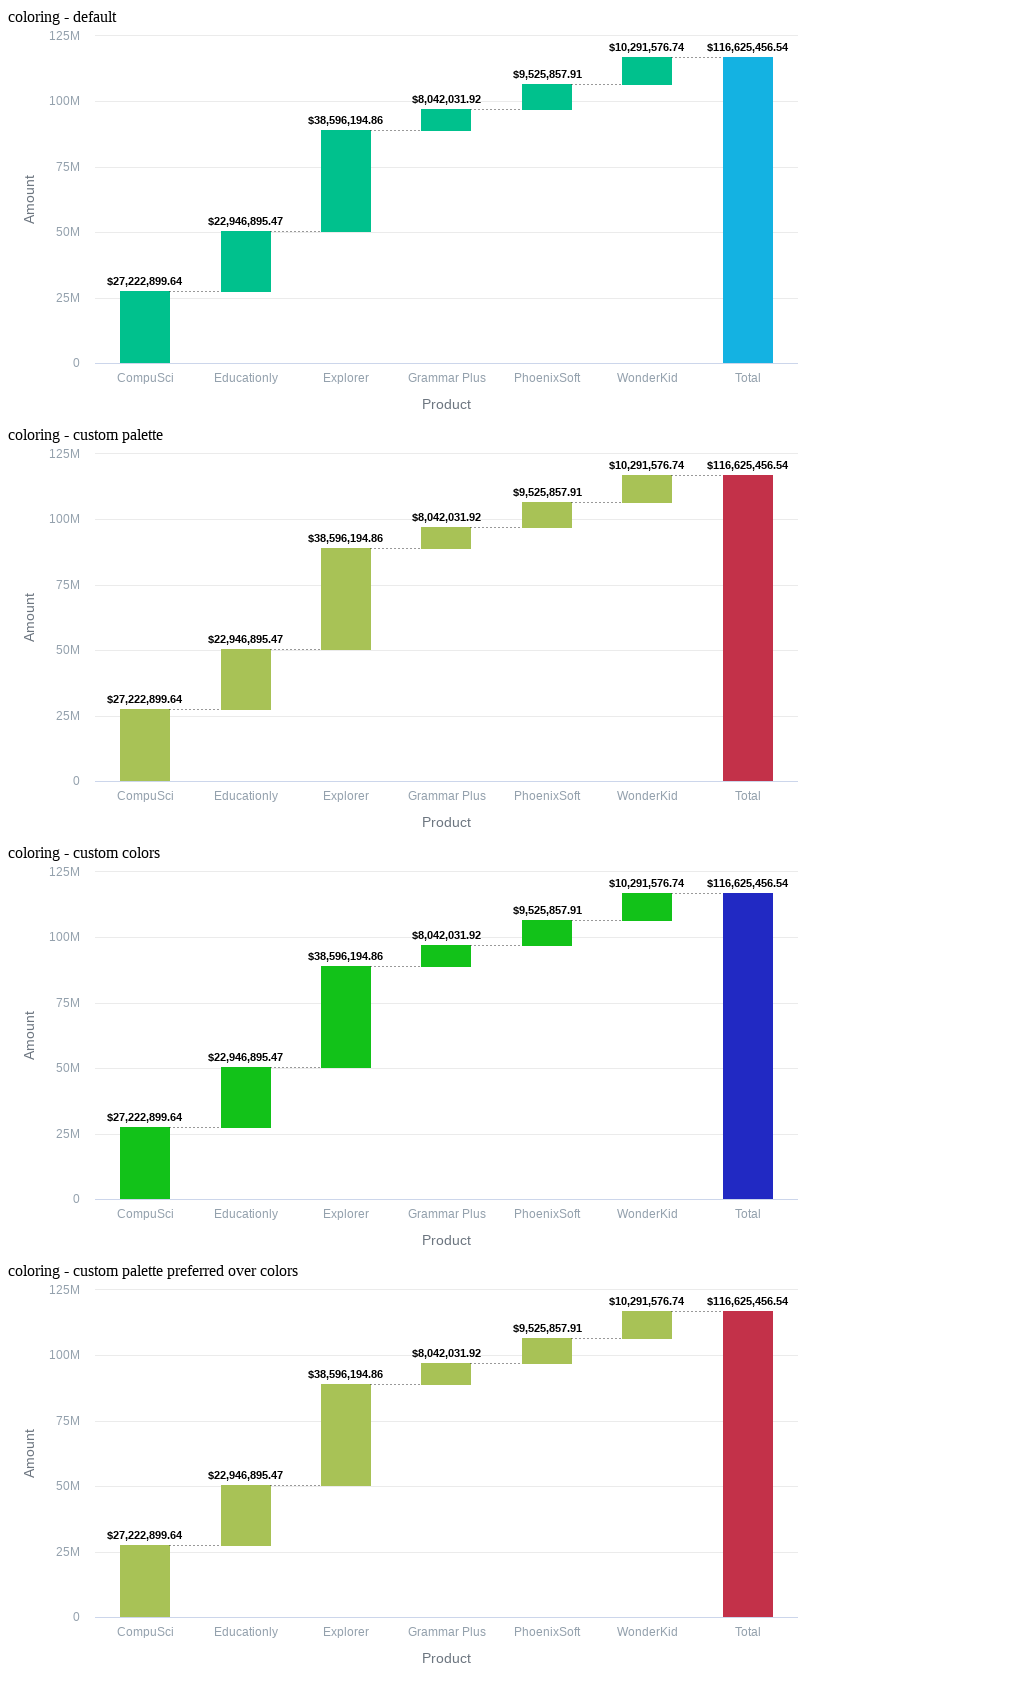 coloring - default
125M
$10,291,576.74 $116,625,456.54
$9,525,857.91
100M
$8,042,031.92
$38,596,194.86
75M
Amount
50M
$22,946,895.47
$27,222,899.64
25M
0
CompuSci Educationly Explorer Grammar Plus PhoenixSoft WonderKid Total
Product
coloring - custom palette
125M
$10,291,576.74 $116,625,456.54
$9,525,857.91
100M
$8,042,031.92
$38,596,194.86
75M
Amount
50M
$22,946,895.47
$27,222,899.64
25M
0
CompuSci Educationly Explorer Grammar Plus PhoenixSoft WonderKid Total
Product
coloring - custom colors
125M
$10,291,576.74 $116,625,456.54
$9,525,857.91
100M
$8,042,031.92
$38,596,194.86
75M
Amount
50M
$22,946,895.47
$27,222,899.64
25M
0
CompuSci Educationly Explorer Grammar Plus PhoenixSoft WonderKid Total
Product
coloring - custom palette preferred over colors
125M
$10,291,576.74 $116,625,456.54
$9,525,857.91
100M
$8,042,031.92
$38,596,194.86
75M
Amount
50M
$22,946,895.47
$27,222,899.64
25M
0
CompuSci Educationly Explorer Grammar Plus PhoenixSoft WonderKid Total
Product